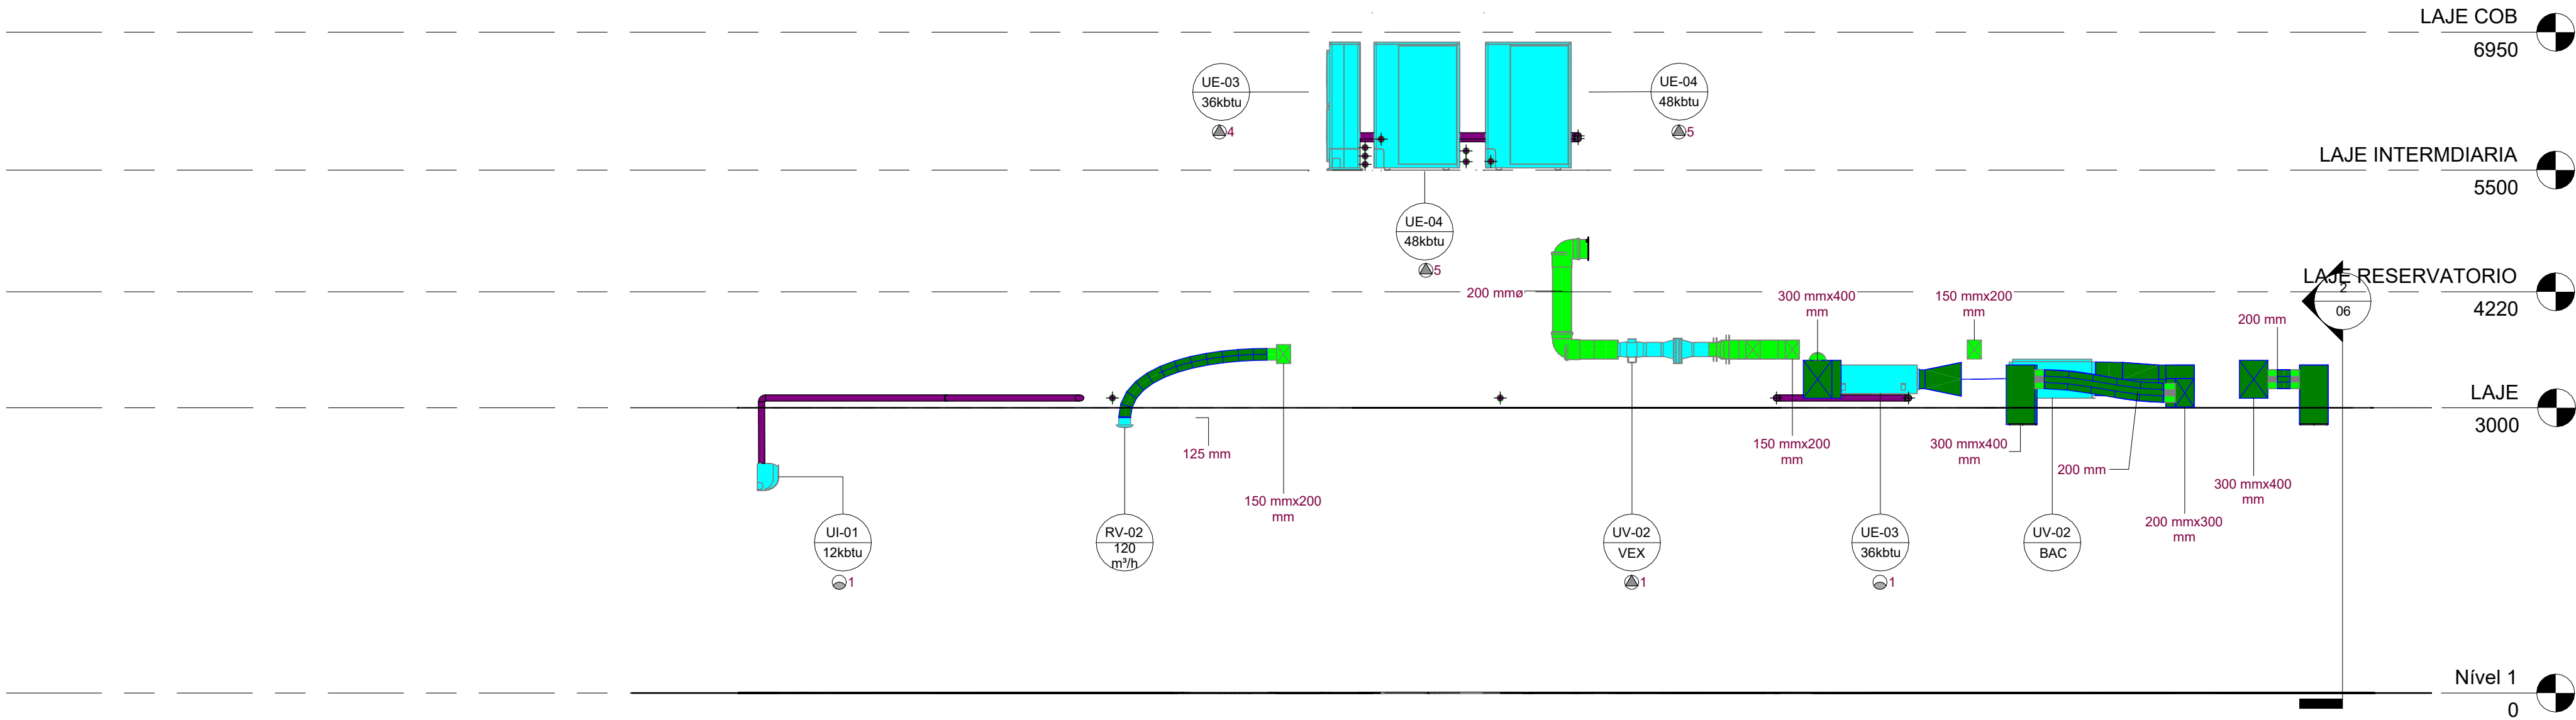 LAJE COB
6950
UE-03
36kbtu
4
UE-04
48kbtu
5
LAJE INTERMDIARIA
5500
UE-04
48kbtu
5
LAJE RESERVATORIO
4220
2
06
200 mmø
300 mmx400
mm
150 mmx200
mm
200 mm
LAJE
3000
125 mm
150 mmx200
mm
150 mmx200
mm
300 mmx400
mm
200 mm
300 mmx400
mm
200 mmx300
mm
UI-01
12kbtu
1
RV-02
120
m³/h
UV-02
VEX
1
UE-03
36kbtu
1
UV-02
BAC
Nível 1
0